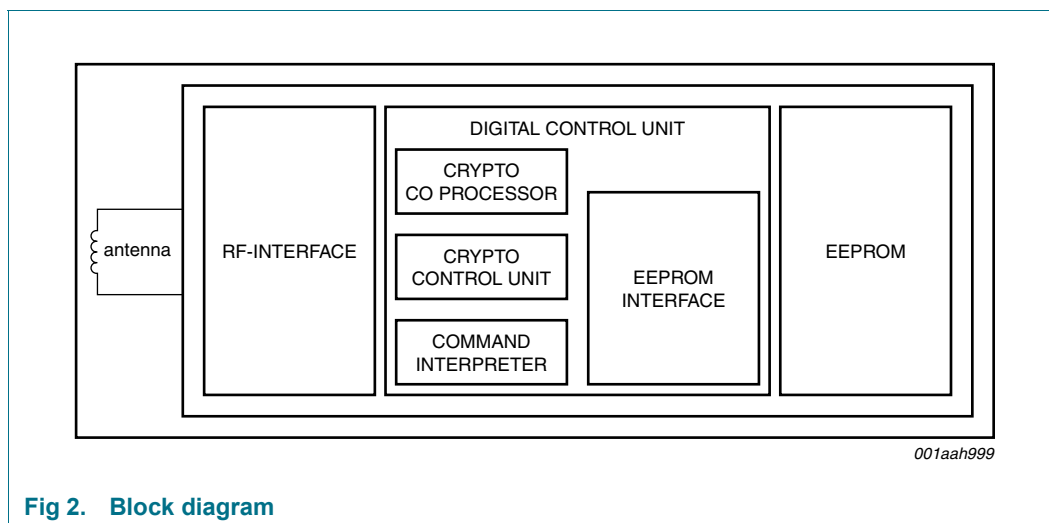 antenna
RF-INTERFACE
DIGITAL CONTROL UNIT
CRYPTO
CO PROCESSOR
CRYPTO
CONTROL UNIT
COMMAND
INTERPRETER
EEPROM
INTERFACE
EEPROM
001aah999
Fig 2. Block diagram